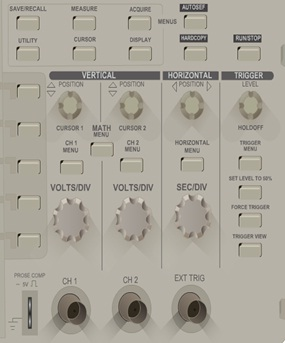 SAVE/RECALL MEASURE ACQUIRE AUTOSET
MENUS
UTILITY CURSOR DISPLAY HARDCOPY RUN/STOP
VERTICAL HORIZONTAL TRIGGER
POSITION POSITION POSITION LEVEL
CURSOR 1 MATH MENU CURSOR 2 HOLDOFF
CH 1 MENU CH 2 MENU HORIZONTAL MENU TRIGGER MENU
VOLTS/DIV VOLTS/DIV SEC/DIV SET LEVEL TO 50%
FORCE TRIGGER
TRIGGER VIEW
PROBE COMP
~ 5V
CH 1 CH 2 EXT TRIG